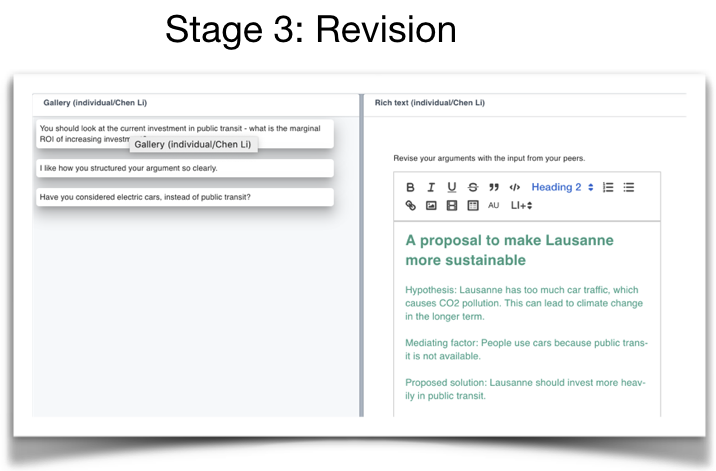 Stage 3: Revision
Gallery (individual/Chen Li)
You should look at the current investment in public transit - what is the marginal
ROI of increasing
Gallery (individual/Chen Li)
I like how you structured your argument so clearly.
Have you considered electric cars, instead of public transit?
Rich text (individual/Chen Li)
Revise your arguments with the input from your peers.
B I U S ” </> Heading 2
AU LI+
A proposal to make Lausanne
more sustainable
Hypothesis: Lausanne has too much car traffic, which
causes CO2 pollution. This can lead to climate change
in the longer term.
Mediating factor: People use cars because public trans-
it is not available.
Proposed solution: Lausanne should invest more heav-
ily in public transit.